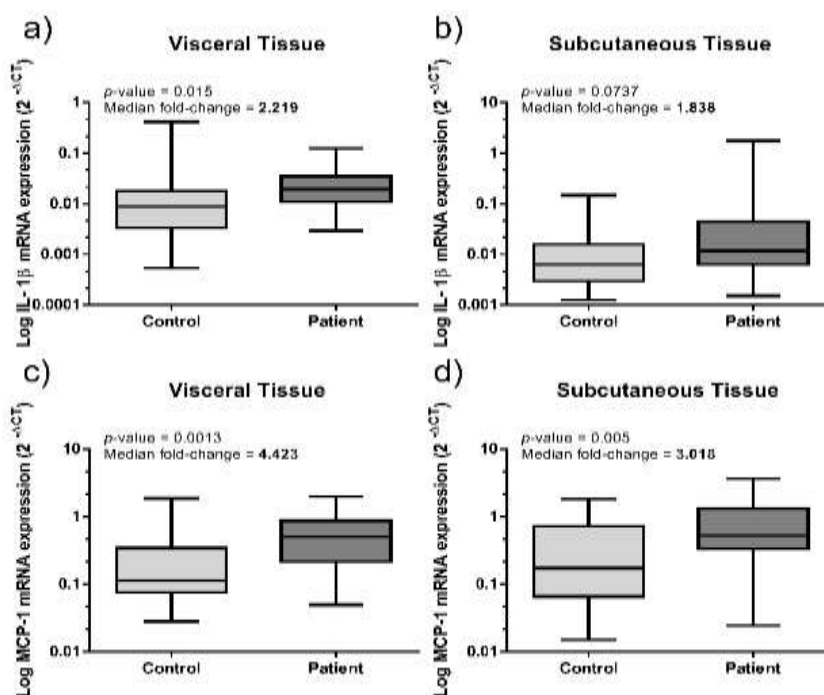 a)
Visceral Tissue
p-value = 0.015
Median fold-change = 2.219
Log IL-1β mRNA expression (2 -ΔCT)
1
0.1
0.01
0.001
0.0001
Control Patient
b)
Subcutaneous Tissue
p-value = 0.0737
Median fold-change = 1.838
Log IL-1β mRNA expression (2 -ΔCT)
10
1
0.1
0.01
0.001
Control Patient
c)
Visceral Tissue
p-value = 0.0013
Median fold-change = 4.423
Log MCP-1 mRNA expression (2 -ΔCT)
10
1
0.1
0.01
Control Patient
d)
Subcutaneous Tissue
p-value = 0.005
Median fold-change = 3.018
Log MCP-1 mRNA expression (2 -ΔCT)
10
1
0.1
0.01
Control Patient